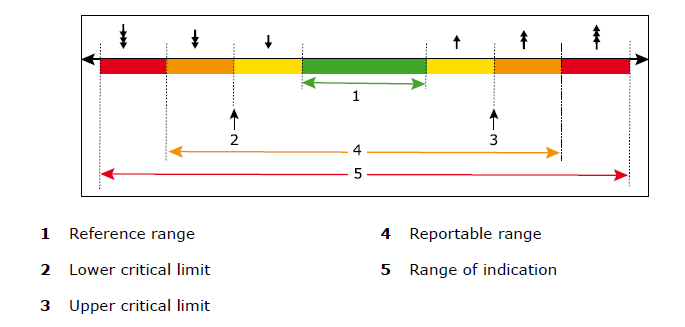 1
2
3
4
5
1 Reference range
4 Reportable range
2 Lower critical limit
5 Range of indication
3 Upper critical limit